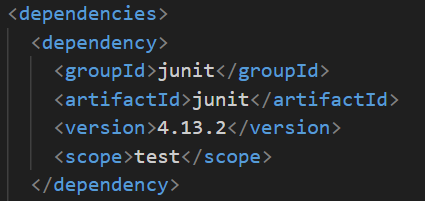 <dependencies>
<dependency>
<groupId>junit</groupId>
<artifactId>junit</artifactId>
<version>4.13.2</version>
<scope>test</scope>
</dependency>